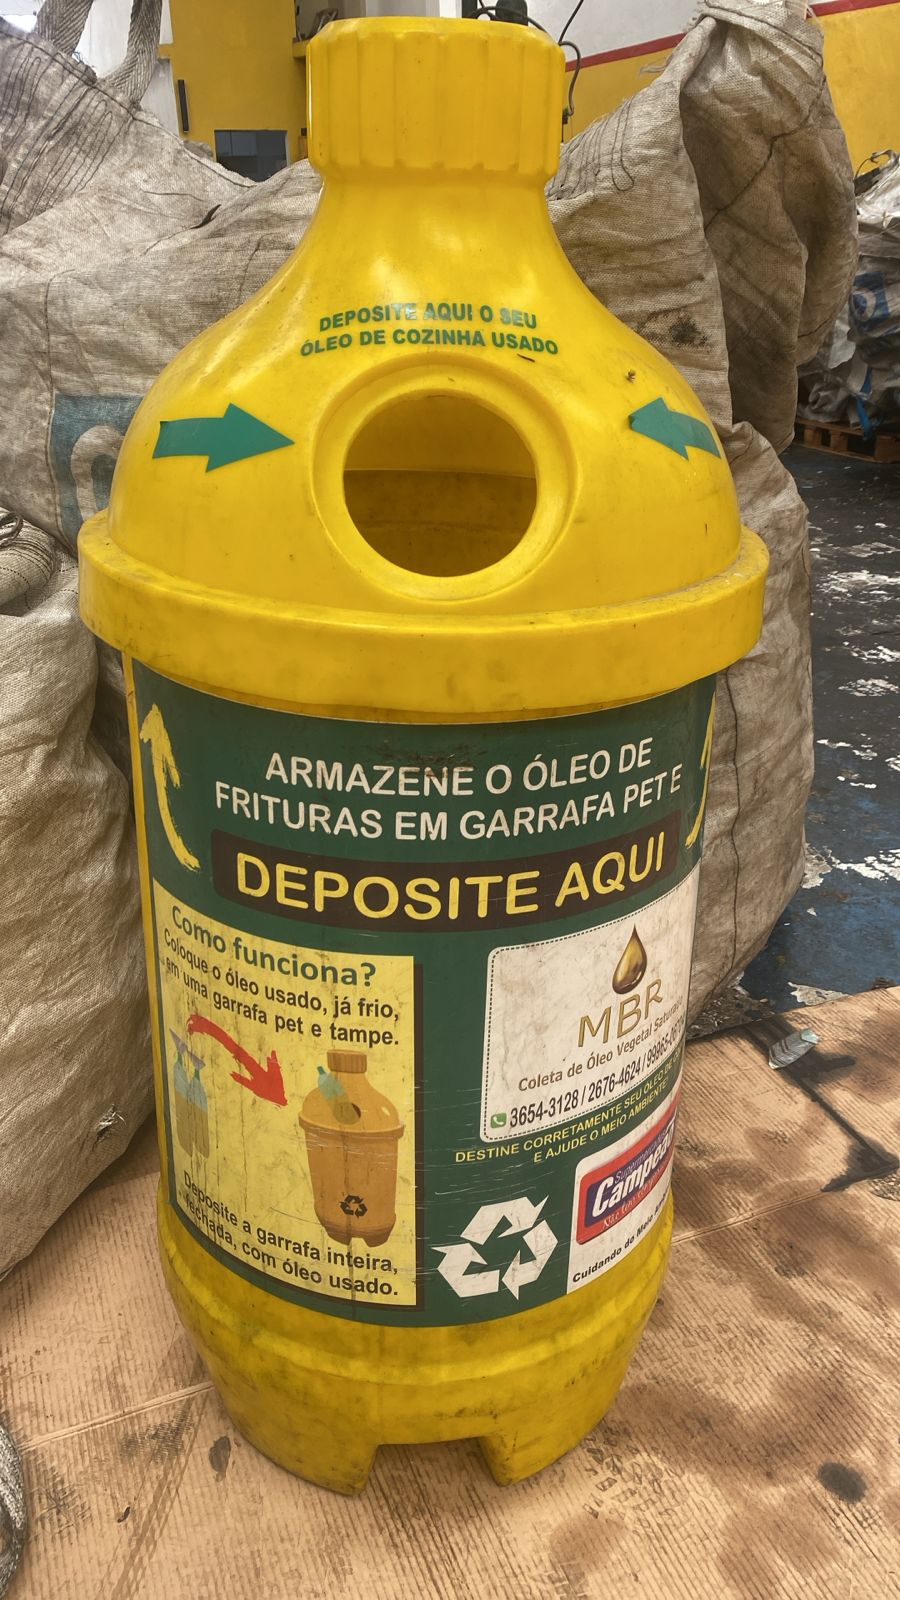 DEPOSITE AQUI O SEU
ÓLEO DE COZINHA USADO
ARMAZENE O ÓLEO DE
FRITURAS EM GARRAFA PET E
DEPOSITE AQUI
Como funciona?
Coloque o óleo usado, já frio,
em uma garrafa pet e tampe.
Deposite a garrafa inteira,
fechada, com óleo usado.
MBR
Coleta de Óleo Vegetal
3654-3128 / 2676-4624 /
DESTINE CORRETAMENTE SEU ÓLEO DE
E AJUDE O MEIO AMBIENTE
Campeão
Cuidando do Meio